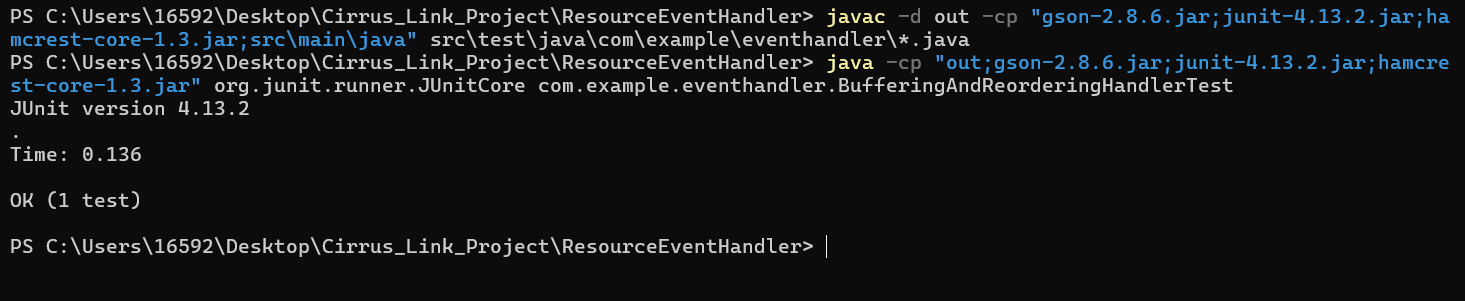 PS C:\Users\16592\Desktop\Cirrus_Link_Project\ResourceEventHandler> javac -d out -cp "gson-2.8.6.jar;junit-4.13.2.jar;ha
mcrest-core-1.3.jar;src\main\java" src\test\java\com\example\eventhandler\*.java
PS C:\Users\16592\Desktop\Cirrus_Link_Project\ResourceEventHandler> java -cp "out;gson-2.8.6.jar;junit-4.13.2.jar;hamcre
st-core-1.3.jar" org.junit.runner.JUnitCore com.example.eventhandler.BufferingAndReorderingHandlerTest
JUnit version 4.13.2
.
Time: 0.136
OK (1 test)
PS C:\Users\16592\Desktop\Cirrus_Link_Project\ResourceEventHandler>